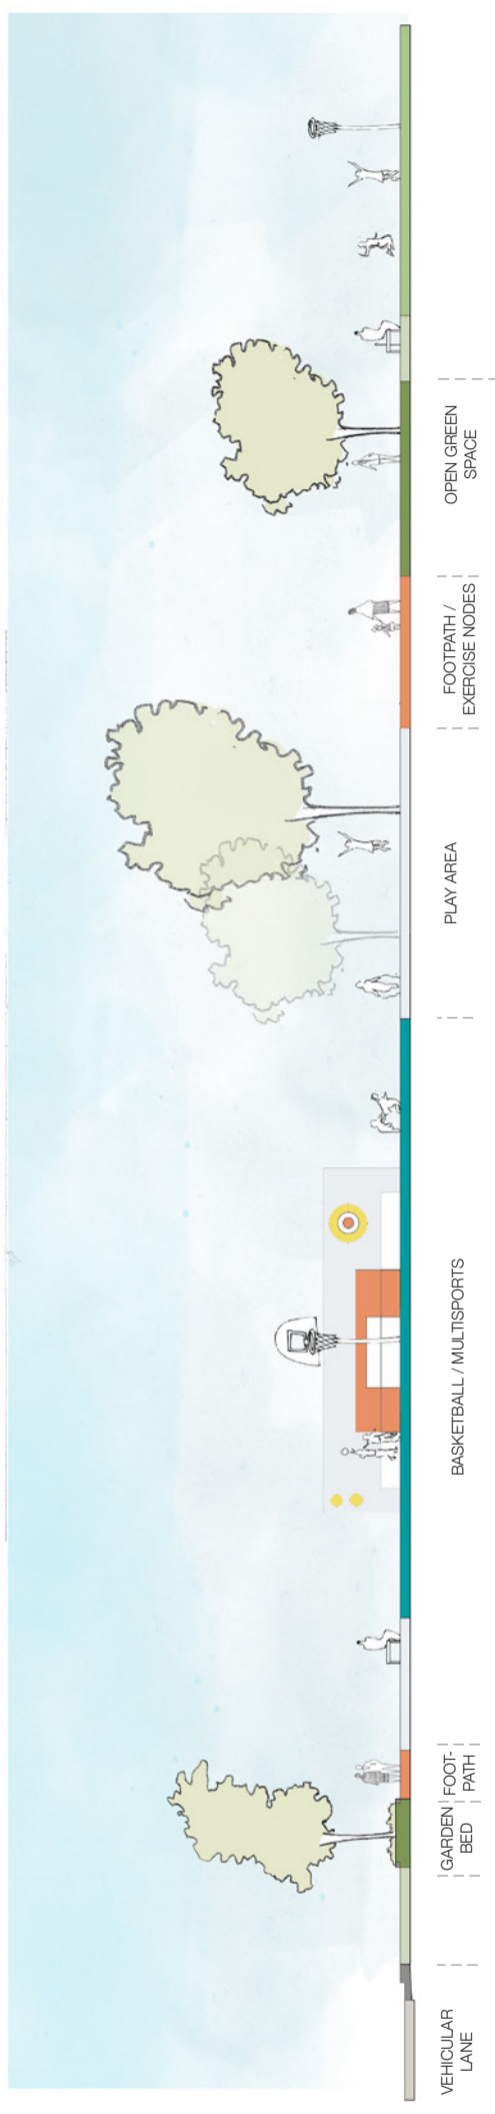 VEHICULAR
LANE
GARDEN
BED
FOOT-
PATH
BASKETBALL / MULTISPORTS
PLAY AREA
FOOTPATH /
EXERCISE NODES
OPEN GREEN
SPACE